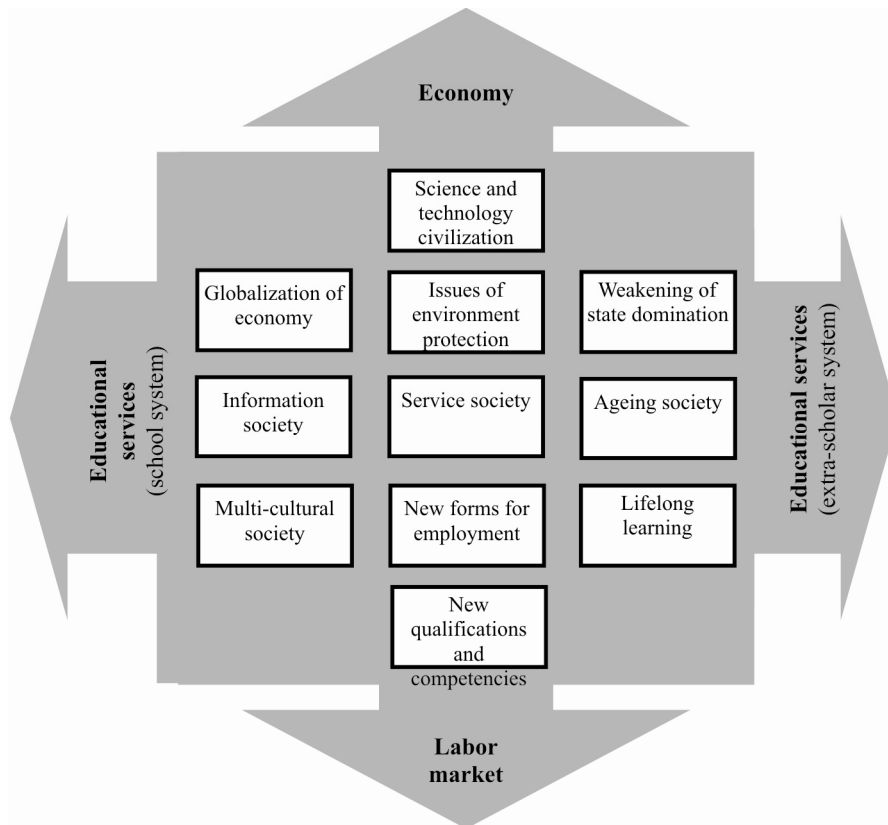 Economy
Science and
technology
civilization
Globalization of
economy
Issues of
environment
protection
Weakening of
state domination
Educational
services
(school system)
Information
society
Service society
Ageing society
Educational services
(extra-scholar system)
Multi-cultural
society
New forms for
employment
Lifelong
learning
New
qualifications
and
competencies
Labor
market